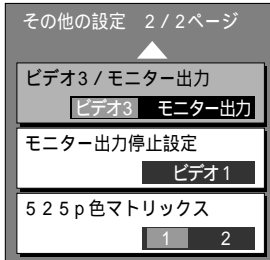 その他の設定 2/2ページ
ビデオ3/モニター出力
ビデオ3 モニター出力
モニター出力停止設定
ビデオ1
525p色マトリックス
1 2